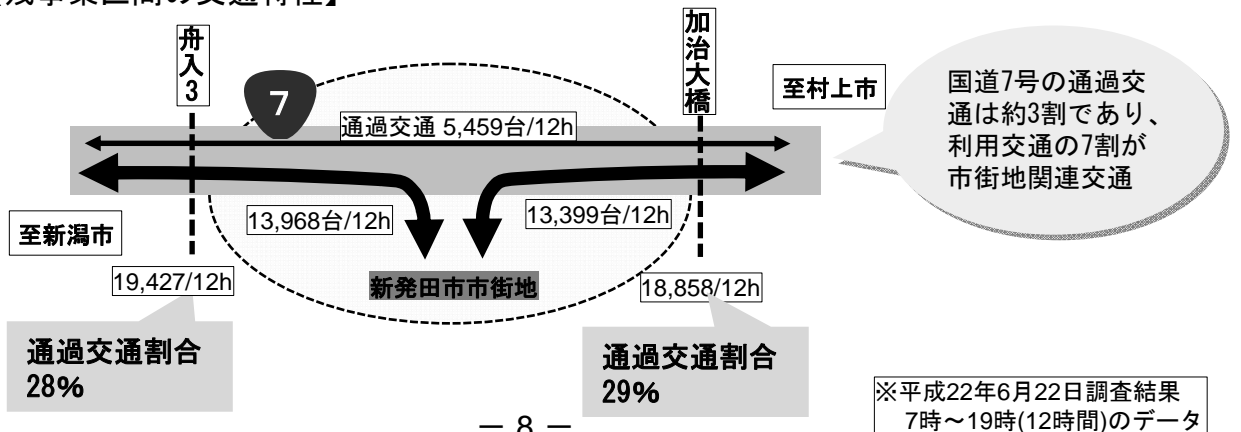 舟入3
加治大橋
7
至村上市
国道7号の通過交
通は約3割であり、
利用交通の7割が
市街地関連交通
通過交通 5,459台/12h
13,968台/12h
13,399台/12h
至新潟市
19,427/12h
新発田市市街地
18,858/12h
通過交通割合
28%
通過交通割合
29%
※平成22年6月22日調査結果
7時～19時(12時間)のデータ
－ 8 －